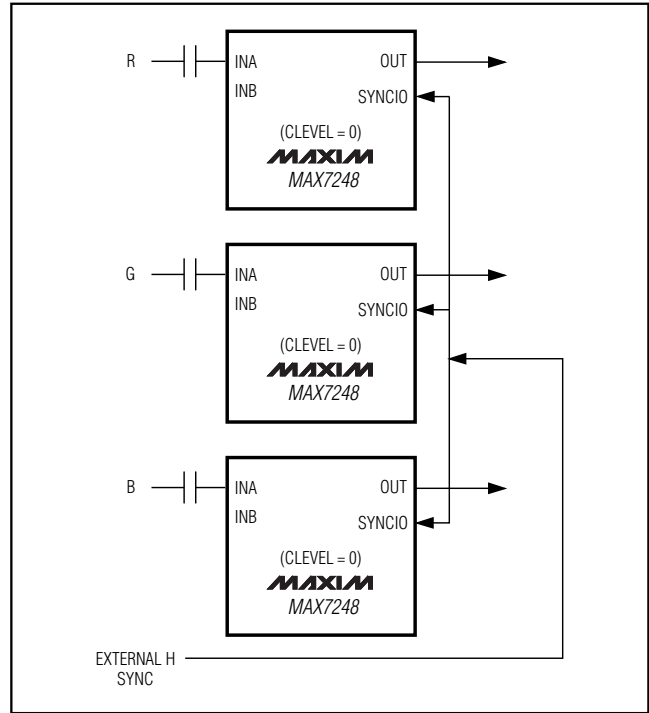 R
INA
OUT
INB
SYNCIO
(CLEVEL = 0)
MAXIM
MAX7248
G
INA
OUT
INB
SYNCIO
(CLEVEL = 0)
MAXIM
MAX7248
B
INA
OUT
INB
SYNCIO
(CLEVEL = 0)
MAXIM
MAX7248
EXTERNAL H
SYNC